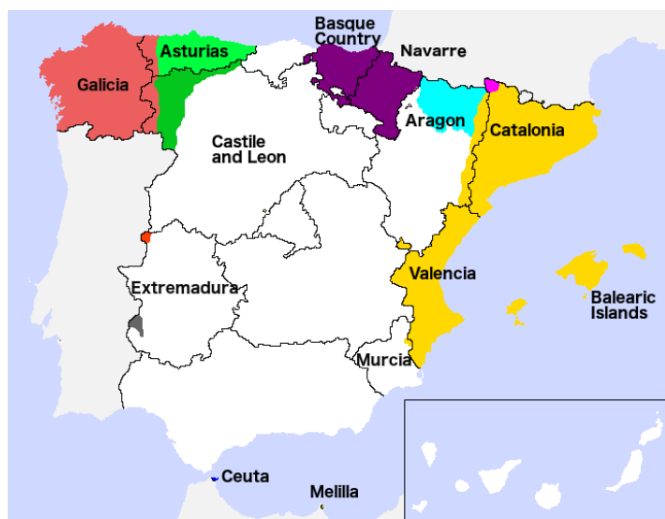 Basque
Country
Asturias
Navarre
Galicia
Aragon
Catalonia
Castile
and Leon
Valencia
Extremadura
Balearic
Islands
Murcia
Ceuta
Melilla